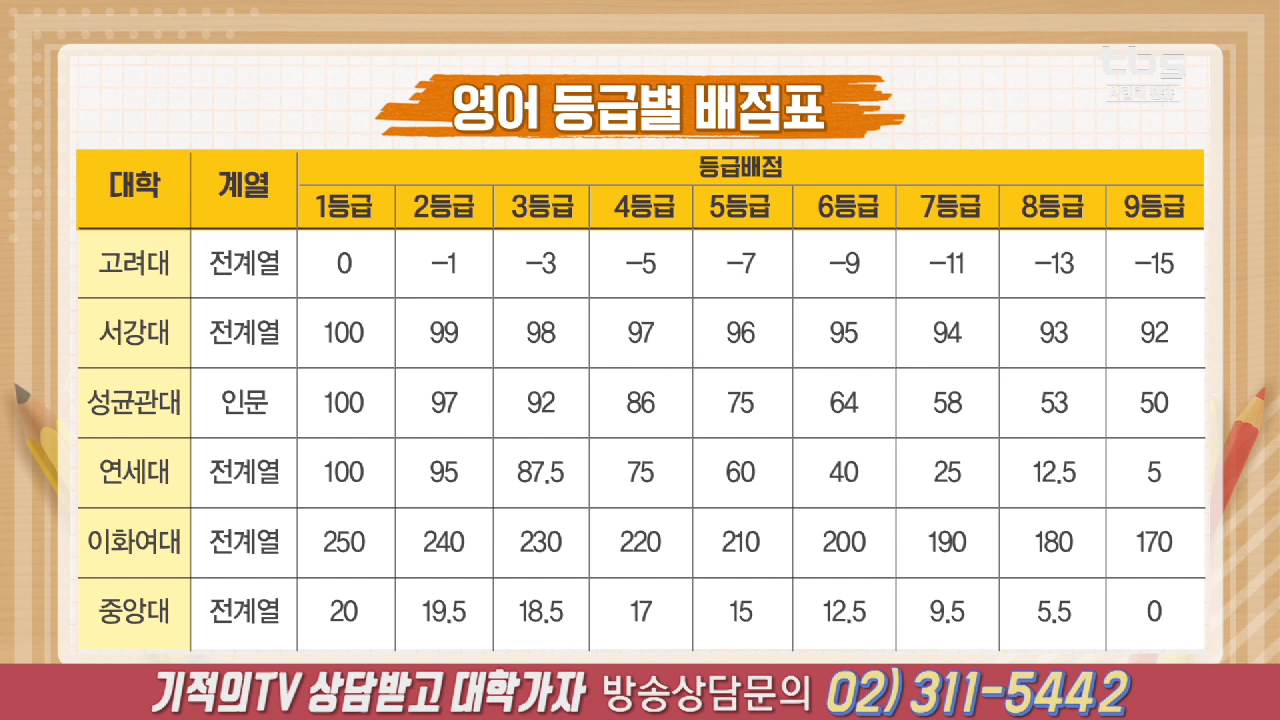 tbs
영어 등급별 배점표
대학 계열 등급배점
1등급 2등급 3등급 4등급 5등급 6등급 7등급 8등급 9등급
고려대 전계열 0 -1 -3 -5 -7 -9 -11 -13 -15
서강대 전계열 100 99 98 97 96 95 94 93 92
성균관대 인문 100 97 92 86 75 64 58 53 50
연세대 전계열 100 95 87.5 75 60 40 25 12.5 5
이화여대 전계열 250 240 230 220 210 200 190 180 170
중앙대 전계열 20 19.5 18.5 17 15 12.5 9.5 5.5 0
기적의TV 상담받고 대학가자 방송상담문의 02) 311-5442